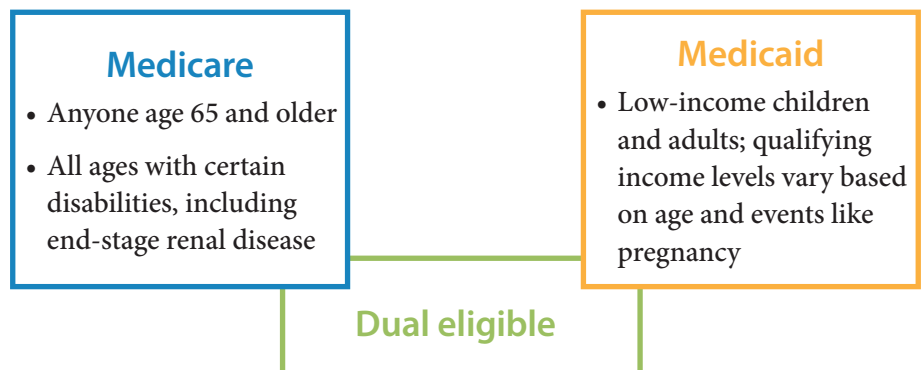 Medicare
• Anyone age 65 and older
• All ages with certain
disabilities, including
end-stage renal disease
Medicaid
• Low-income children
and adults; qualifying
income levels vary based
on age and events like
pregnancy
Dual eligible